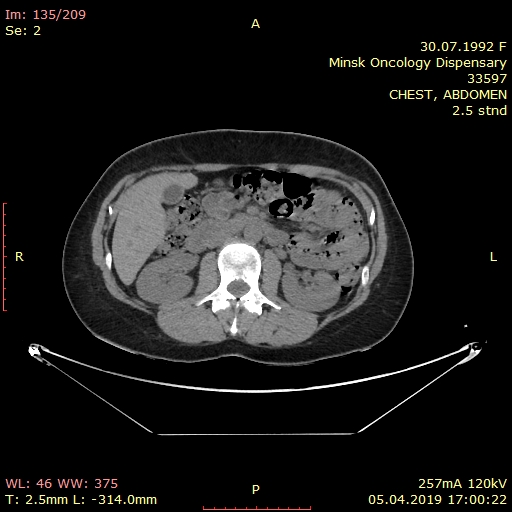 Im: 135/209
Se: 2
A
30.07.1992 F
Minsk Oncology Dispensary
33597
CHEST, ABDOMEN
2.5 stnd
R
L
WL: 46 WW: 375
T: 2.5mm L: -314.0mm
P
257mA 120kV
05.04.2019 17:00:22